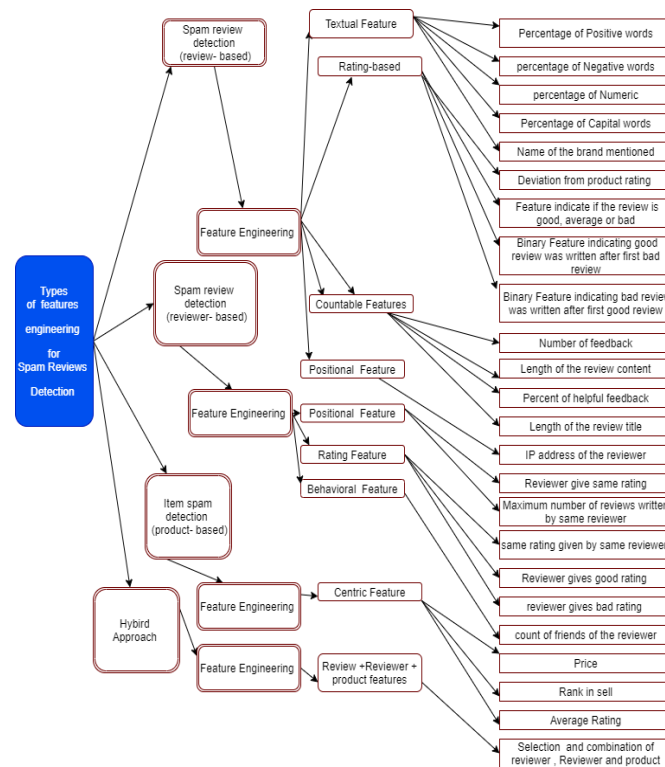 Types
of features
engineering
for
Spam Reviews
Detection
Spam review
detection
(review- based)
Feature Engineering
Textual Feature
Rating-based
Countable Features
Positional Feature
Percentage of Positive words
percentage of Negative words
percentage of Numeric
Percentage of Capital words
Name of the brand mentioned
Deviation from product rating
Feature indicate if the review is
good, average or bad
Binary Feature indicating good
review was written after first bad
review
Binary Feature indicating bad review
was written after first good review
Number of feedback
Length of the review content
Percent of helpful feedback
Length of the review title
IP address of the reviewer
Spam review
detection
(reviewer- based)
Feature Engineering
Positional Feature
Rating Feature
Behavioral Feature
Reviewer give same rating
Maximum number of reviews written
by same reviewer
same rating given by same reviewer
Reviewer gives good rating
reviewer gives bad rating
count of friends of the reviewer
Item spam
detection
(product- based)
Feature Engineering
Centric Feature
Price
Rank in sell
Average Rating
Hybird
Approach
Feature Engineering
Review +Reviewer +
product features
Selection and combination of
reviewer , Reviewer and product